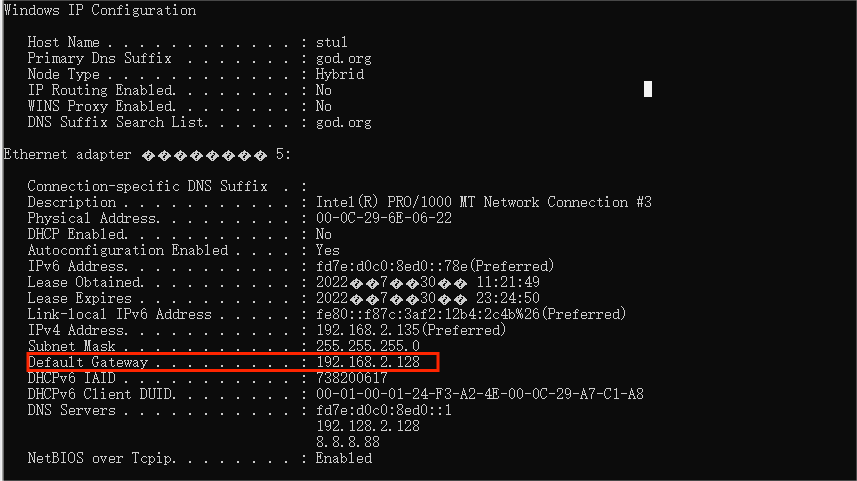 Windows IP Configuration
Host Name . . . . . . . . . . . . : stu1
Primary Dns Suffix  . . . . . . . : god.org
Node Type . . . . . . . . . . . . : Hybrid
IP Routing Enabled. . . . . . . . : No
WINS Proxy Enabled. . . . . . . . : No
DNS Suffix Search List. . . . . . : god.org
Ethernet adapter �������� 5:
Connection-specific DNS Suffix  . :
Description . . . . . . . . . . . : Intel(R) PRO/1000 MT Network Connection #3
Physical Address. . . . . . . . . : 00-0C-29-6E-06-22
DHCP Enabled. . . . . . . . . . . : No
Autoconfiguration Enabled . . . . : Yes
IPv6 Address. . . . . . . . . . . : fd7e:d0c0:8ed0::78e(Preferred)
Lease Obtained. . . . . . . . . . : 2022��7��30�� 11:21:49
Lease Expires . . . . . . . . . . : 2022��7��30�� 23:24:50
Link-local IPv6 Address . . . . . : fe80::f87c:3af2:12b4:2c4b%26(Preferred)
IPv4 Address. . . . . . . . . . . : 192.168.2.135(Preferred)
Subnet Mask . . . . . . . . . . . : 255.255.255.0
Default Gateway . . . . . . . . . : 192.168.2.128
DHCPv6 IAID . . . . . . . . . . . : 738200617
DHCPv6 Client DUID. . . . . . . . : 00-01-00-01-24-F3-A2-4E-00-0C-29-A7-C1-A8
DNS Servers . . . . . . . . . . . : fd7e:d0c0:8ed0::1
192.128.2.128
8.8.8.88
NetBIOS over Tcpip. . . . . . . . : Enabled